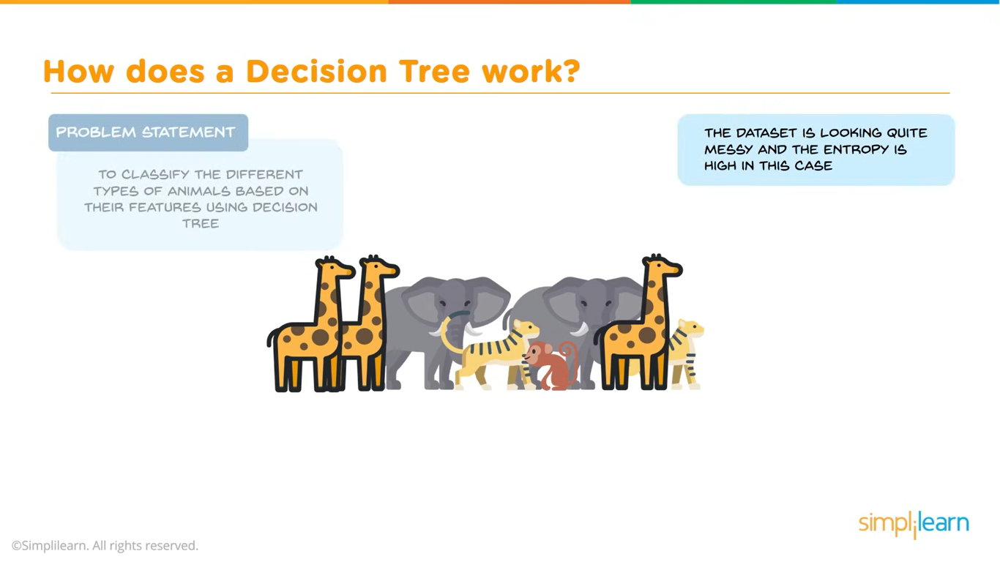 How does a Decision Tree work?
PROBLEM STATEMENT
TO CLASSIFY THE DIFFERENT
TYPES OF ANIMALS BASED ON
THEIR FEATURES USING DECISION
TREE
THE DATASET IS LOOKING QUITE
MESSY AND THE ENTROPY IS
HIGH IN THIS CASE
simplilearn
©Simplilearn. All rights reserved.